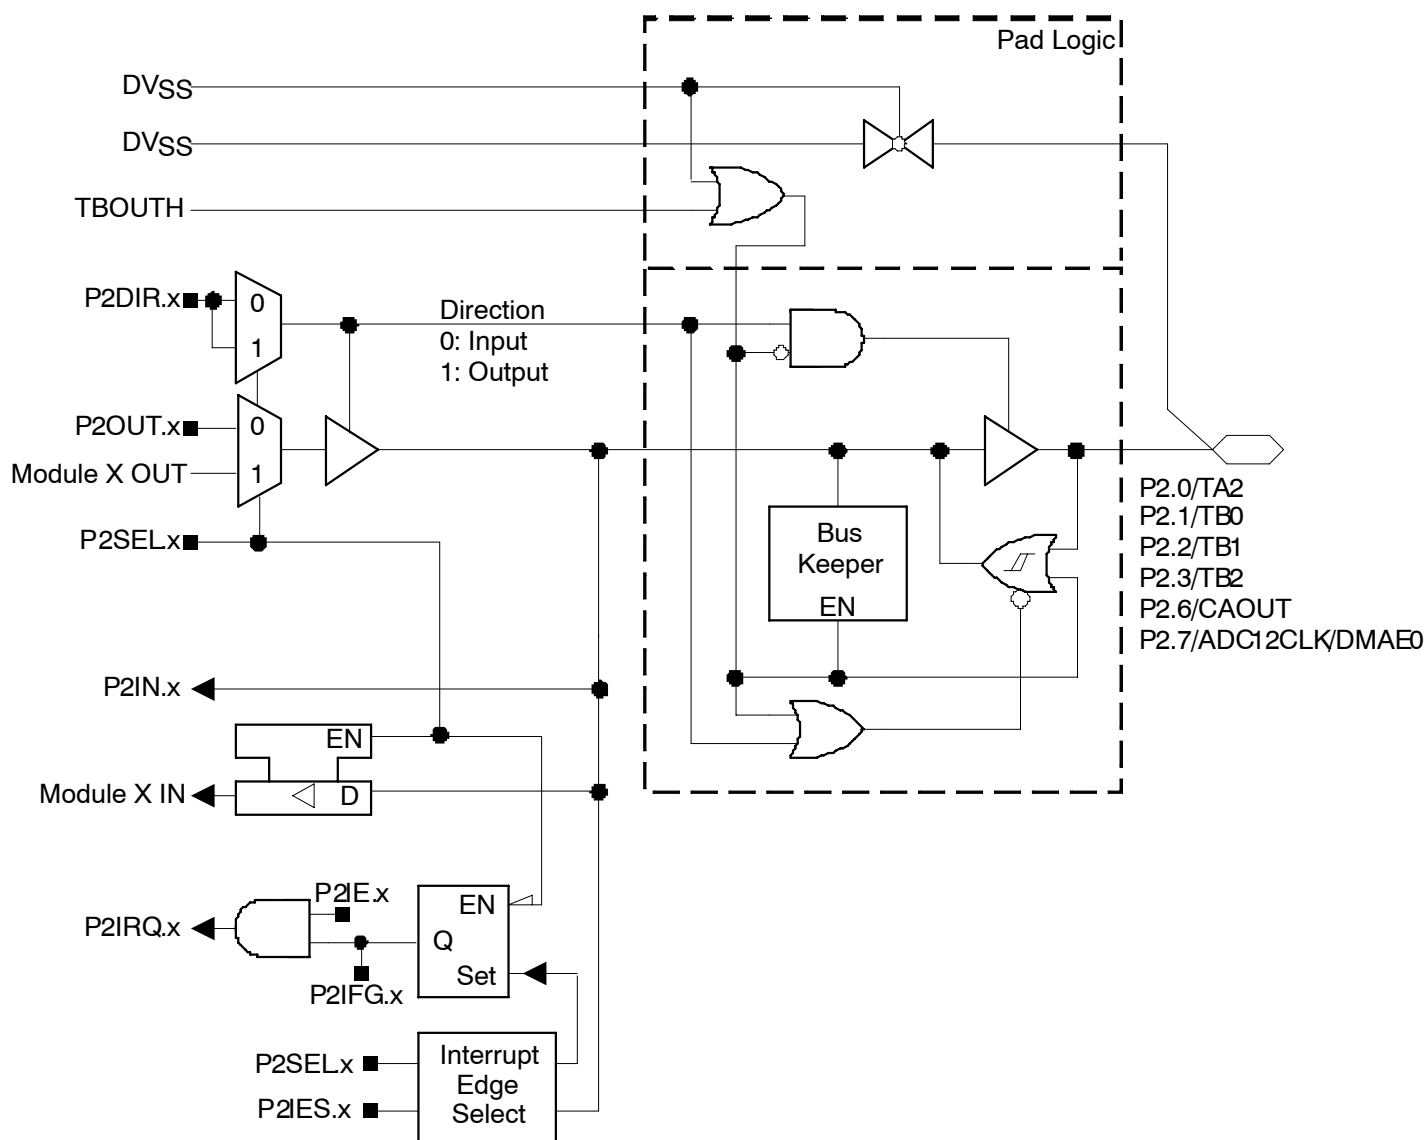 Pad Logic
DVSS
DVSS
TBOUTH
P2DIR.x
0
1
Direction
0: Input
1: Output
P2OUT.x
0
Module X OUT
1
P2SEL.x
Bus
Keeper
EN
P2.0/TA2
P2.1/TB0
P2.2/TB1
P2.3/TB2
P2.6/CAOUT
P2.7/ADC12CLK/DMAE0
P2IN.x
EN
Module X IN
D
P2IE.x
P2IRQ.x
EN
Q
Set
P2IFG.x
P2SEL.x
P2IES.x
Interrupt
Edge
Select